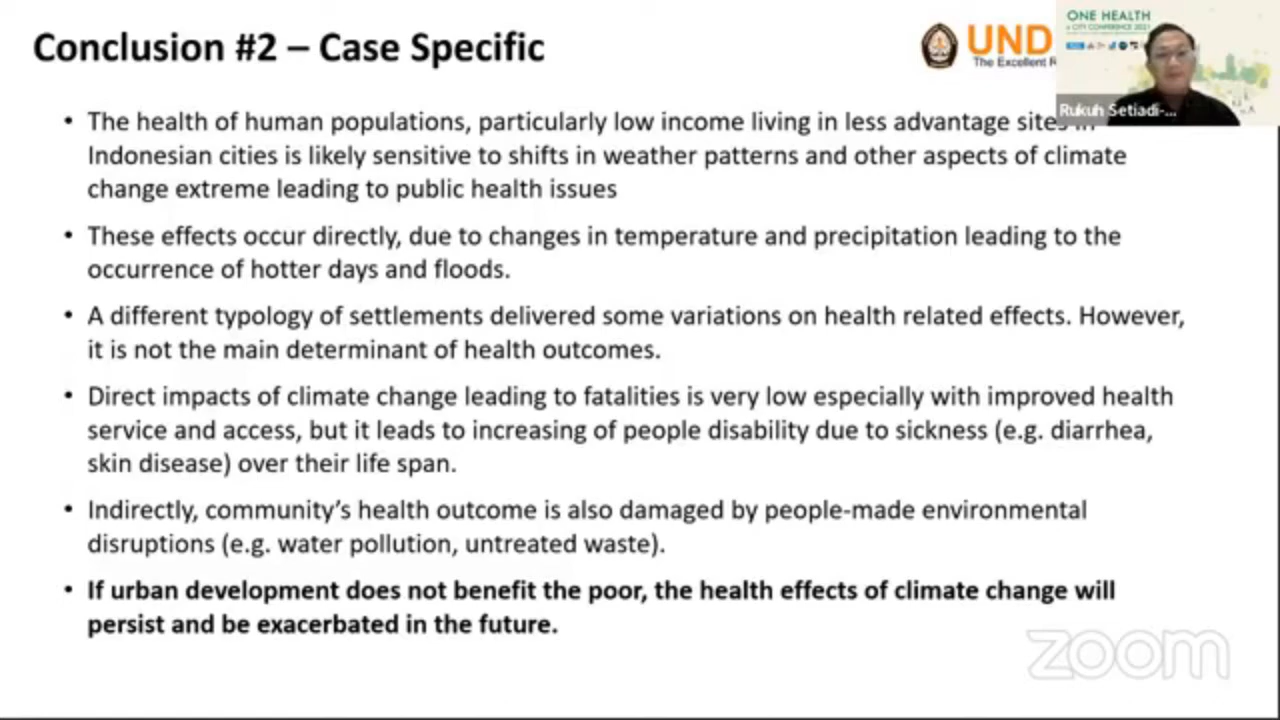 Conclusion #2 – Case Specific
UND
The Excellent R
ONE HEALTH
Rukuh Setiadi-...
• The health of human populations, particularly low income living in less advantage sites in
Indonesian cities is likely sensitive to shifts in weather patterns and other aspects of climate
change extreme leading to public health issues
• These effects occur directly, due to changes in temperature and precipitation leading to the
occurrence of hotter days and floods.
• A different typology of settlements delivered some variations on health related effects. However,
it is not the main determinant of health outcomes.
• Direct impacts of climate change leading to fatalities is very low especially with improved health
service and access, but it leads to increasing of people disability due to sickness (e.g. diarrhea,
skin disease) over their life span.
• Indirectly, community’s health outcome is also damaged by people-made environmental
disruptions (e.g. water pollution, untreated waste).
• If urban development does not benefit the poor, the health effects of climate change will
persist and be exacerbated in the future.
zoom